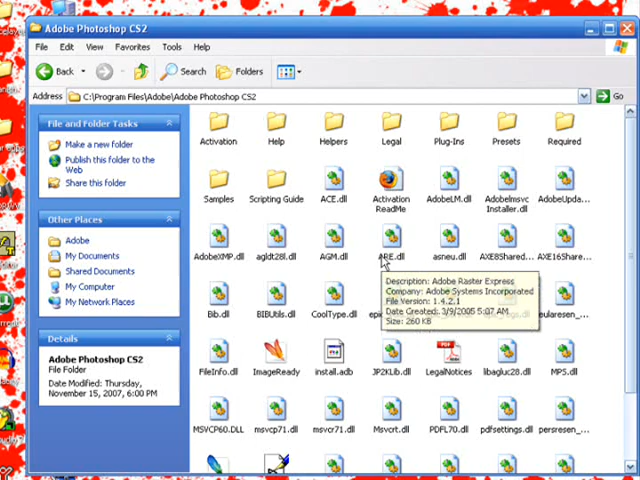 Adobe Photoshop CS2
File Edit View Favorites Tools Help
Back Search Folders
Address C:\Program Files\Adobe\Adobe Photoshop CS2 Go
File and Folder Tasks
Make a new folder
Publish this folder to the
Web
Share this folder
Other Places
Adobe
My Documents
Shared Documents
My Computer
My Network Places
Details
Adobe Photoshop CS2
File Folder
Date Modified: Thursday,
November 15, 2007, 6:00 PM
Activation Help Helpers Legal Plug-Ins Presets Required
Samples Scripting Guide ACE.dll Activation
ReadMe AdobeLM.dll Adobelmsvc
Installer.dll AdobeUpda...
AdobeXMP.dll agldt28l.dll AGM.dll ARE.dll asneu.dll AXE8Shared... AXE16Share...
Description: Adobe Raster Express
Company: Adobe Systems Incorporated
File Version: 1.4.2.1
Date Created: 3/9/2005 5:07 AM
Size: 260 KB
Bib.dll BIBUtils.dll CoolType.dll
FileInfo.dll ImageReady install.adb JP2KLib.dll LegalNotices libagluc28.dll MPS.dll
MSVCP60.DLL msvcp71.dll msvcr71.dll Msvcrt.dll PDFL70.dll pdfsettings.dll persresen_...